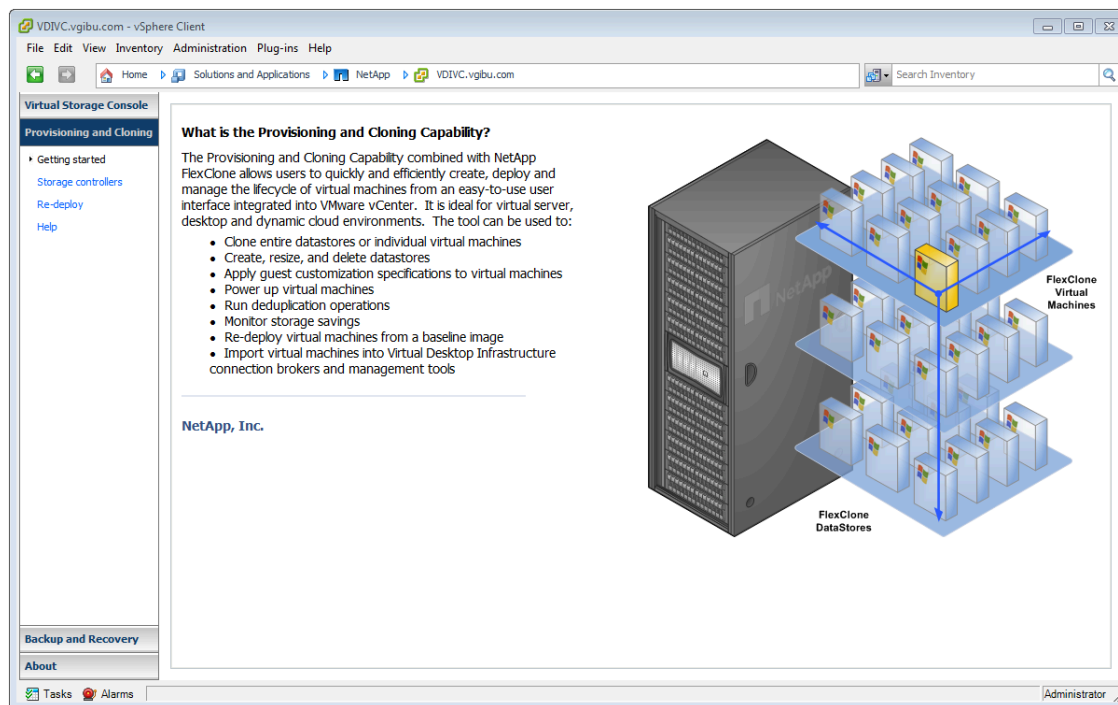 VDIVC.vgibu.com - vSphere Client
File Edit View Inventory Administration Plug-ins Help
Home Solutions and Applications NetApp VDIVC.vgibu.com Search Inventory
Virtual Storage Console
Provisioning and Cloning
Getting started
Storage controllers
Re-deploy
Help
What is the Provisioning and Cloning Capability?
The Provisioning and Cloning Capability combined with NetApp
FlexClone allows users to quickly and efficiently create, deploy and
manage the lifecycle of virtual machines from an easy-to-use user
interface integrated into VMware vCenter. It is ideal for virtual server,
desktop and dynamic cloud environments. The tool can be used to:
• Clone entire datastores or individual virtual machines
• Create, resize, and delete datastores
• Apply guest customization specifications to virtual machines
• Power up virtual machines
• Run deduplication operations
• Monitor storage savings
• Re-deploy virtual machines from a baseline image
• Import virtual machines into Virtual Desktop Infrastructure
connection brokers and management tools
NetApp, Inc.
NetApp
FlexClone
Virtual
Machines
FlexClone
DataStores
Backup and Recovery
About
Tasks Alarms Administrator